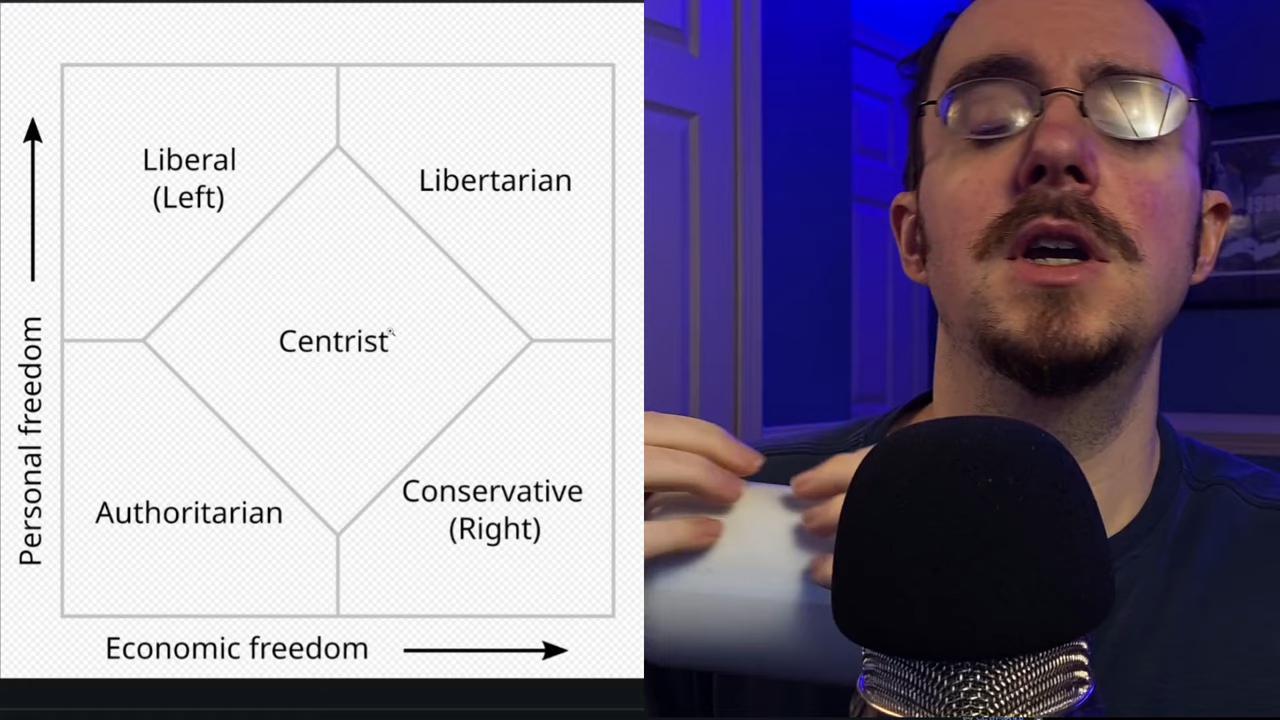 Liberal
(Left)
Libertarian
Centrist
Authoritarian
Conservative
(Right)
Personal freedom
Economic freedom